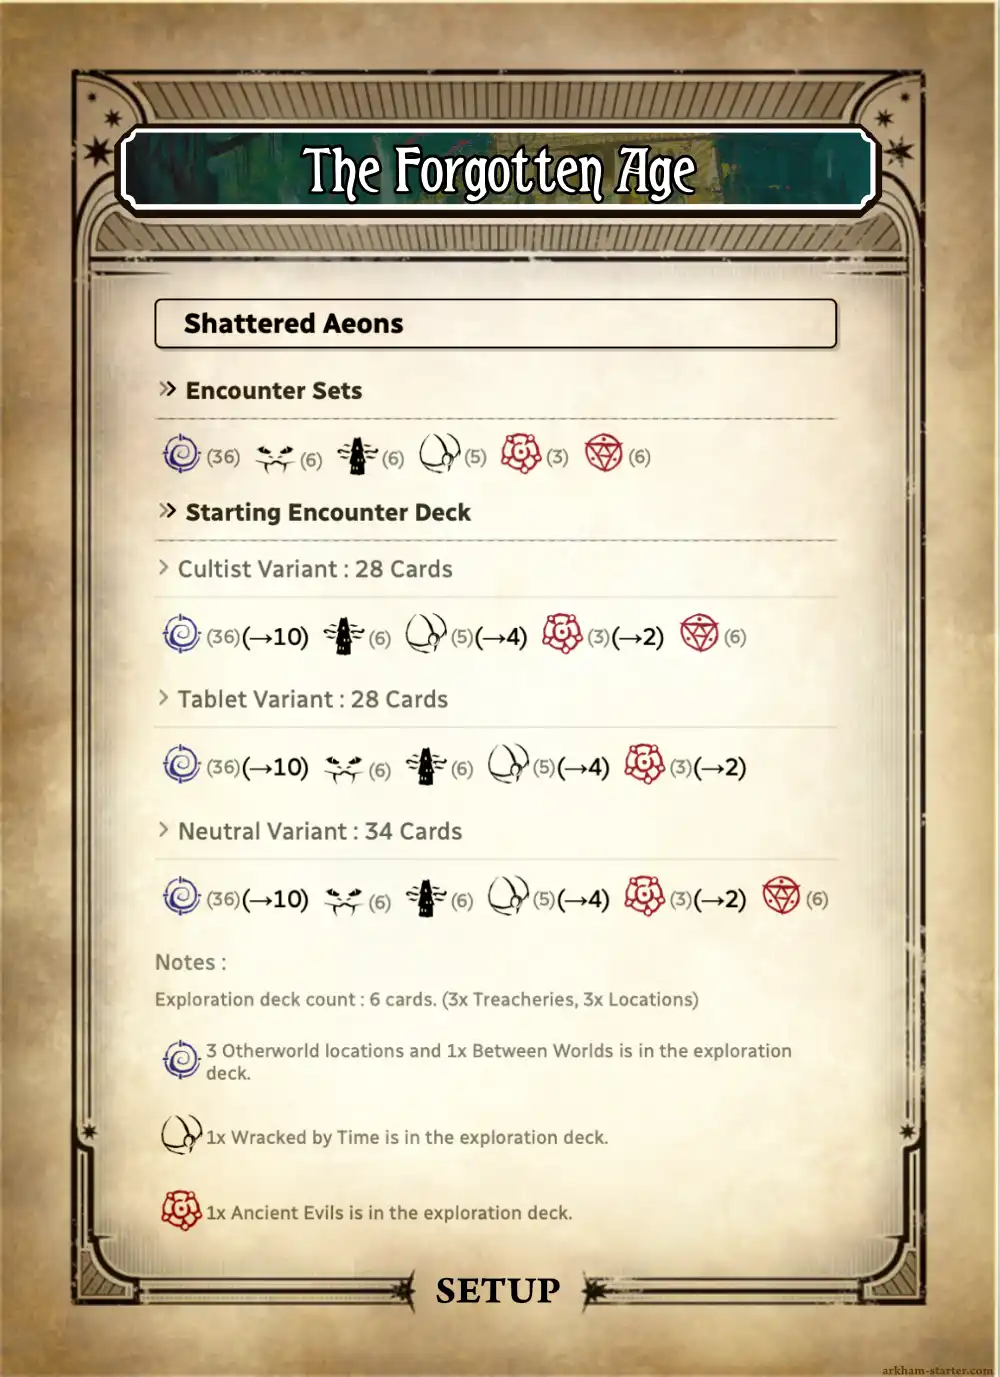 The Forgotten Age
Shattered Aeons
» Encounter Sets
(36) (6) (6) (5) (3) (6)
» Starting Encounter Deck
> Cultist Variant : 28 Cards
(36)(→10) (6) (5)(→4) (3)(→2) (6)
> Tablet Variant : 28 Cards
(36)(→10) (6) (6) (5)(→4) (3)(→2)
> Neutral Variant : 34 Cards
(36)(→10) (6) (6) (5)(→4) (3)(→2) (6)
Notes :
Exploration deck count : 6 cards. (3x Treacheries, 3x Locations)
3 Otherworld locations and 1x Between Worlds is in the exploration
deck.
1x Wracked by Time is in the exploration deck.
1x Ancient Evils is in the exploration deck.
SETUP
arkham-starter.com